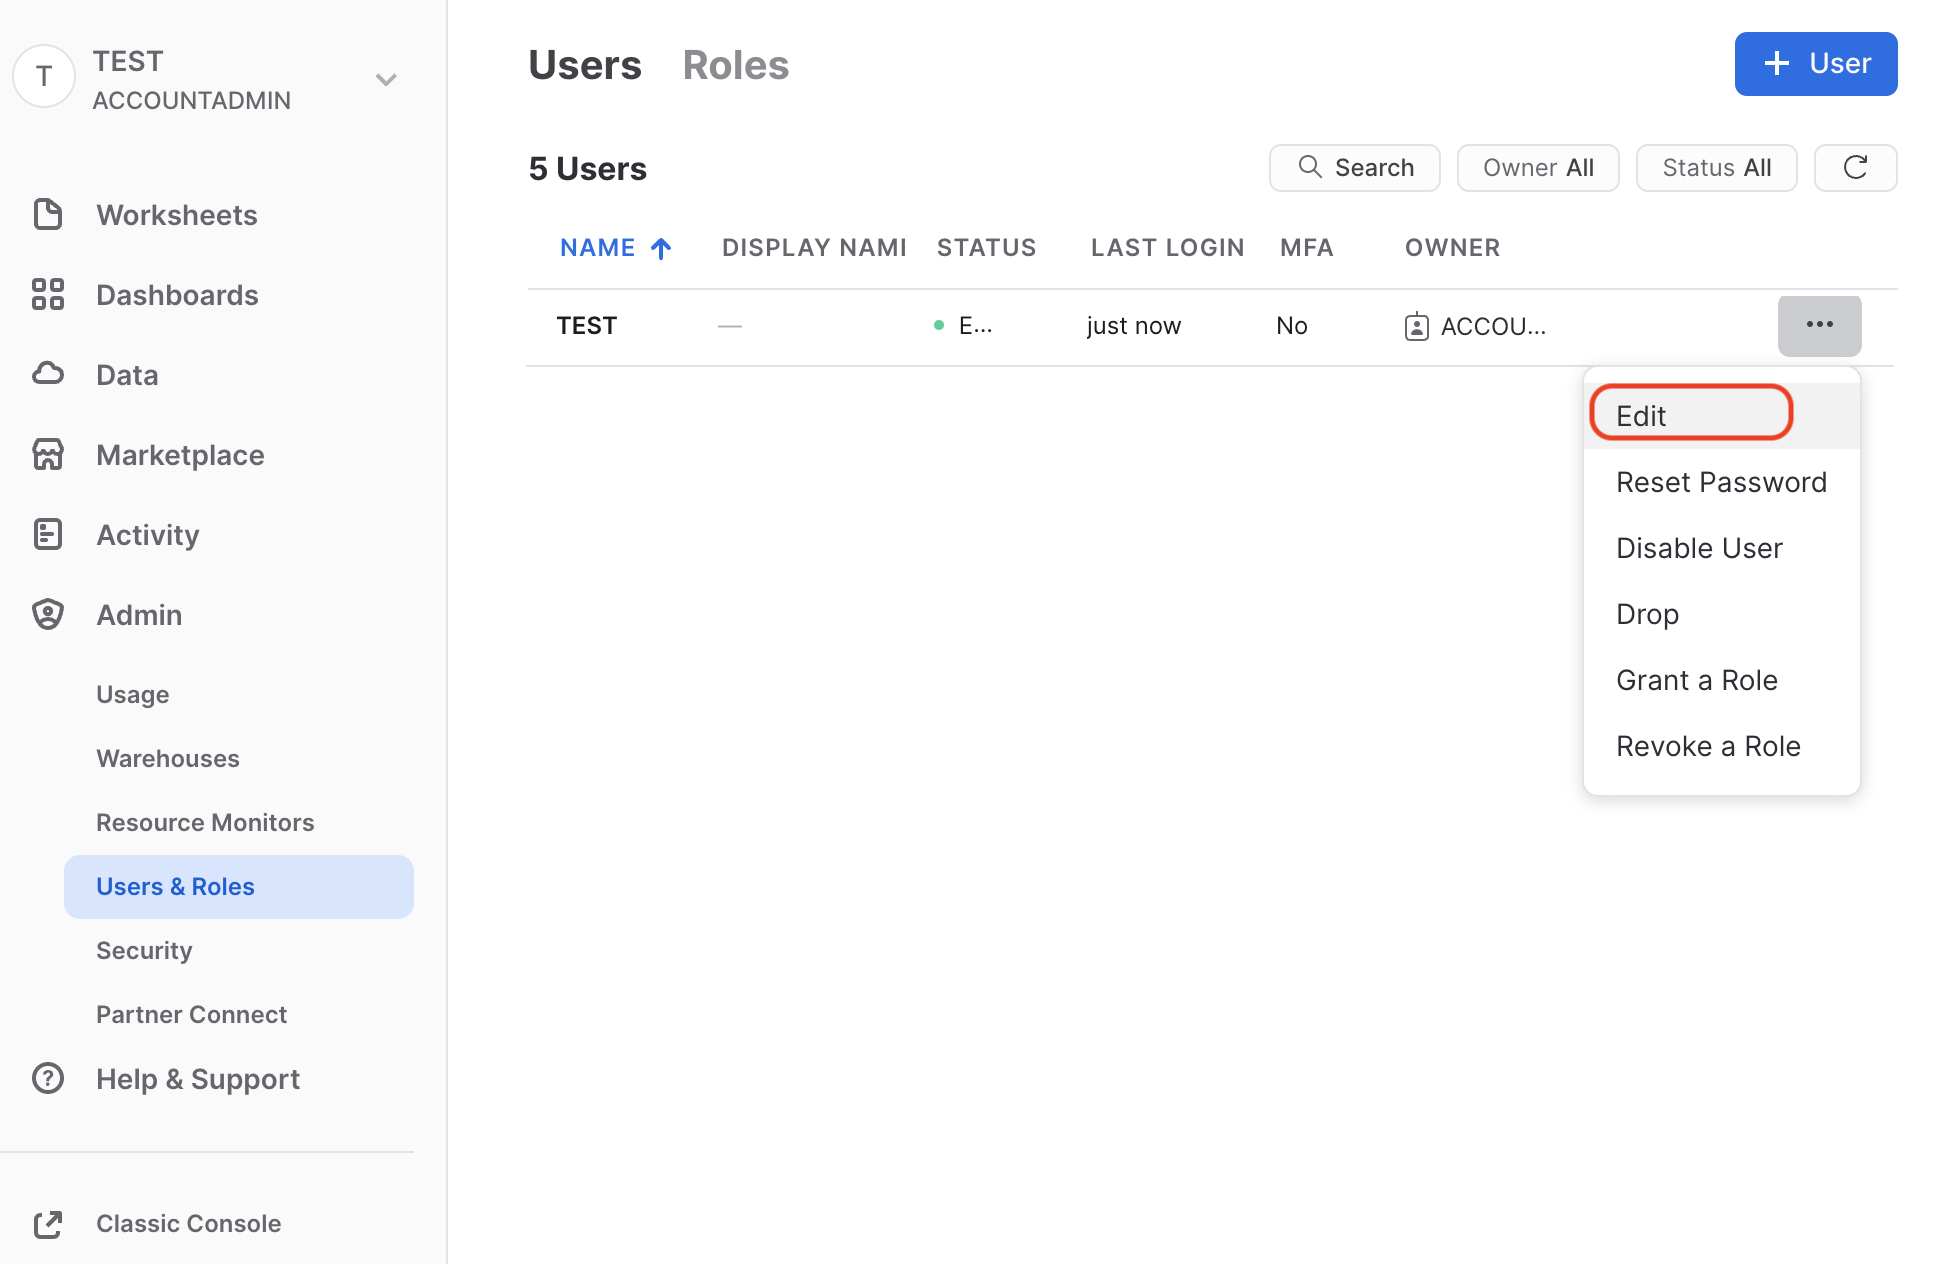 T
TEST
ACCOUNTADMIN
Worksheets
Dashboards
Data
Marketplace
Activity
Admin
Usage
Warehouses
Resource Monitors
Users & Roles
Security
Partner Connect
Help & Support
Classic Console
Users Roles
+ User
5 Users
Search
Owner All
Status All
NAME DISPLAY NAMI STATUS LAST LOGIN MFA OWNER
TEST — E... just now No ACCOU...
Edit
Reset Password
Disable User
Drop
Grant a Role
Revoke a Role